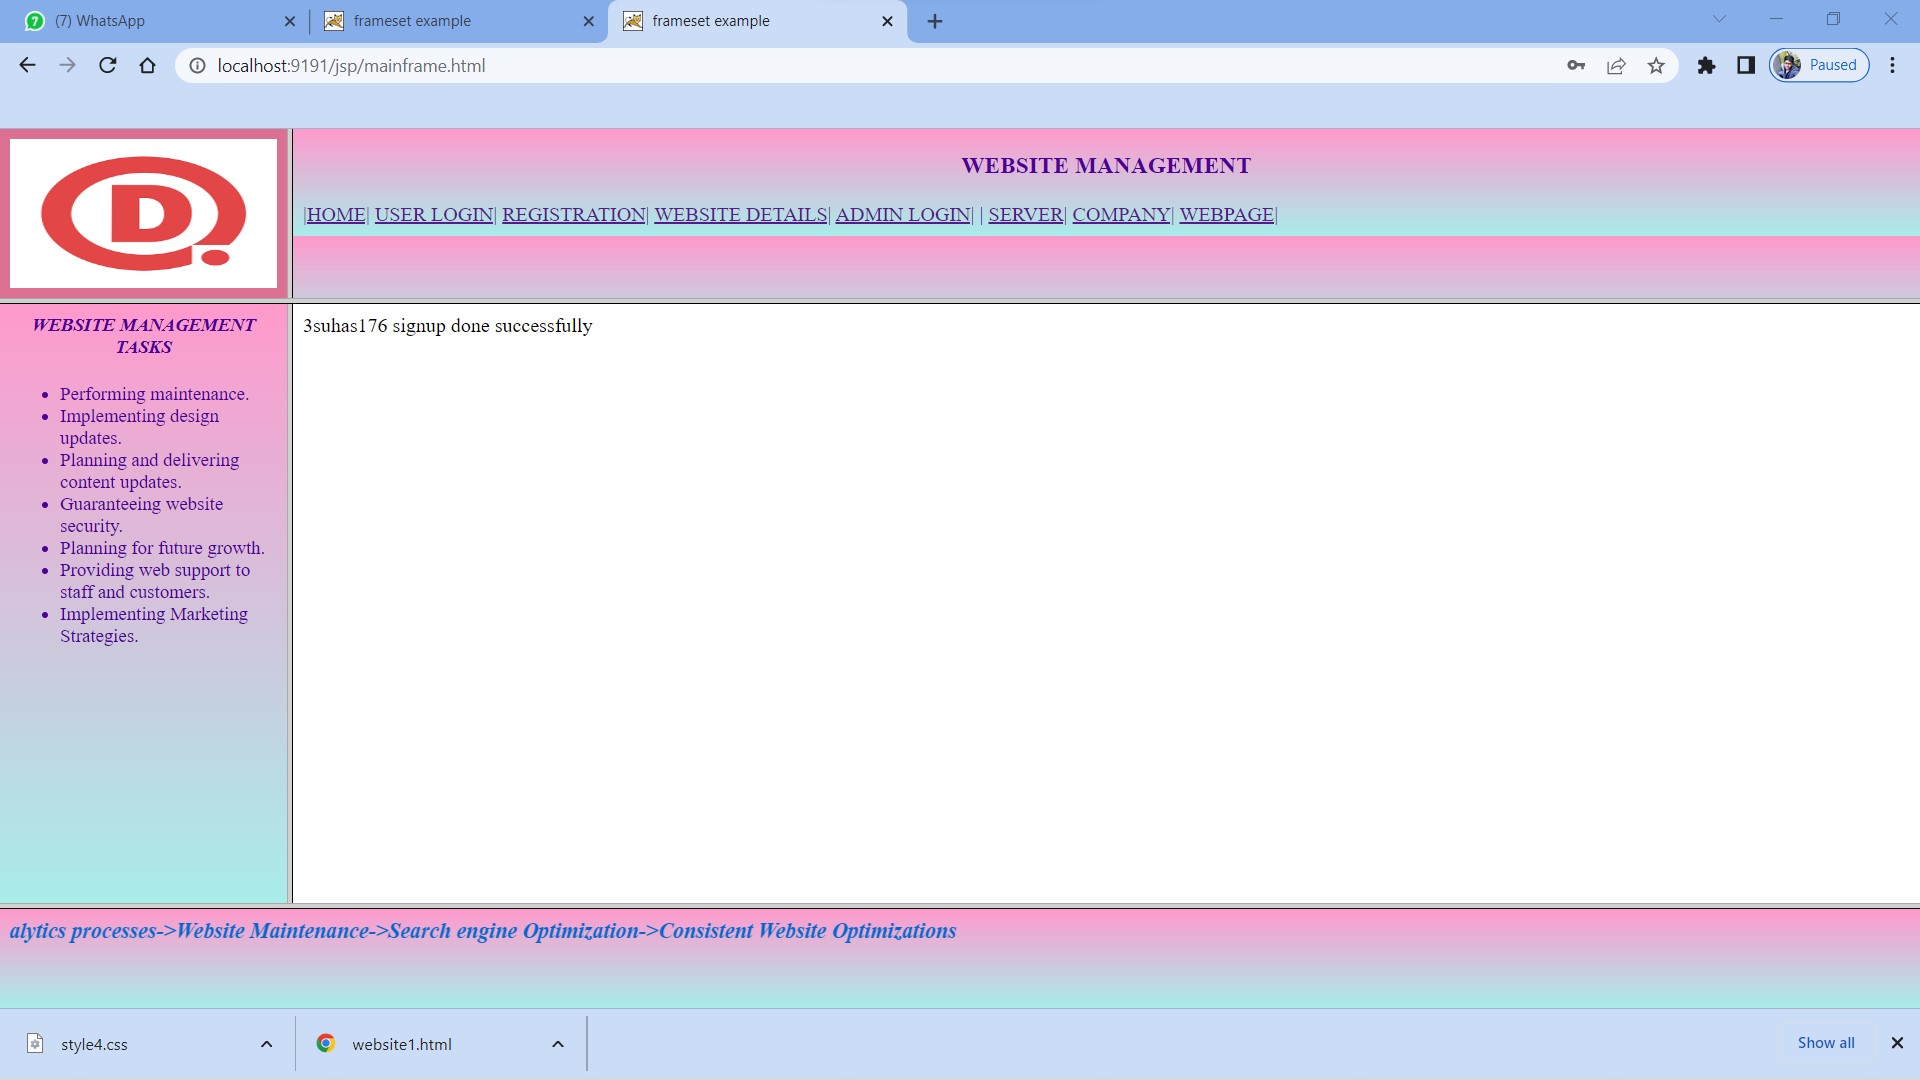 (7) WhatsApp
frameset example
frameset example
localhost:9191/jsp/mainframe.html
Paused
D
WEBSITE MANAGEMENT
|HOME| USER LOGIN| REGISTRATION| WEBSITE DETAILS| ADMIN LOGIN| | SERVER| COMPANY| WEBPAGE|
WEBSITE MANAGEMENT
TASKS
• Performing maintenance.
• Implementing design
updates.
• Planning and delivering
content updates.
• Guaranteeing website
security.
• Planning for future growth.
• Providing web support to
staff and customers.
• Implementing Marketing
Strategies.
3suhas176 signup done successfully
alytics processes->Website Maintenance->Search engine Optimization->Consistent Website Optimizations
style4.css
website1.html
Show all